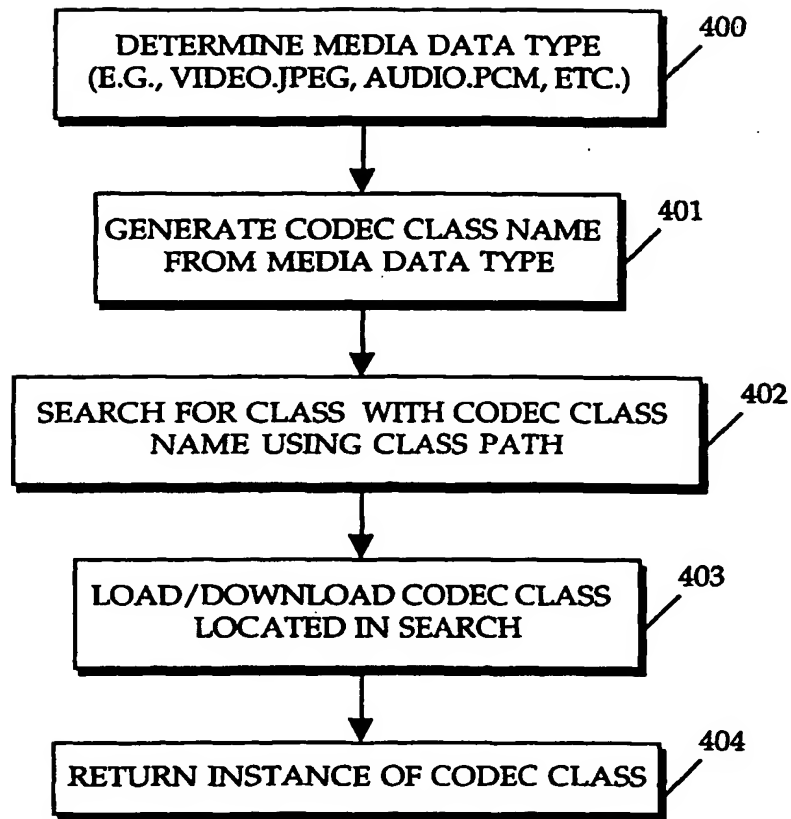 DETERMINE MEDIA DATA TYPE
(E.G., VIDEO.JPEG, AUDIO.PCM, ETC.)
400
GENERATE CODEC CLASS NAME
FROM MEDIA DATA TYPE
401
SEARCH FOR CLASS WITH CODEC CLASS
NAME USING CLASS PATH
402
LOAD/DOWNLOAD CODEC CLASS
LOCATED IN SEARCH
403
RETURN INSTANCE OF CODEC CLASS
404